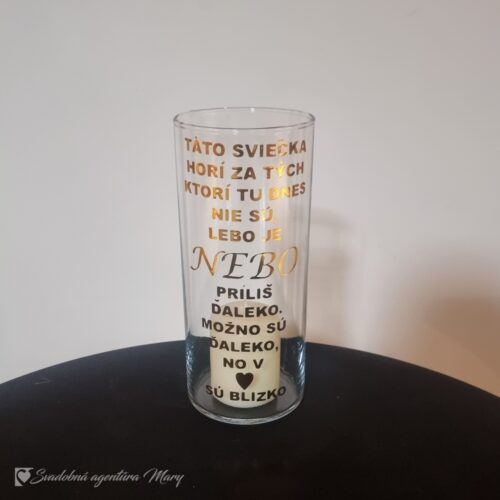 TÁTO SVIEČKA
HORÍ ZA TÝCH
KTORÍ TU DNES
NIE SÚ,
LEBO JE
NEBO
PRÍLIŠ
ĎALEKO.
MOŽNO SÚ
ĎALEKO,
NO V
SÚ BLIZKO
Svadobná agentúra Mary